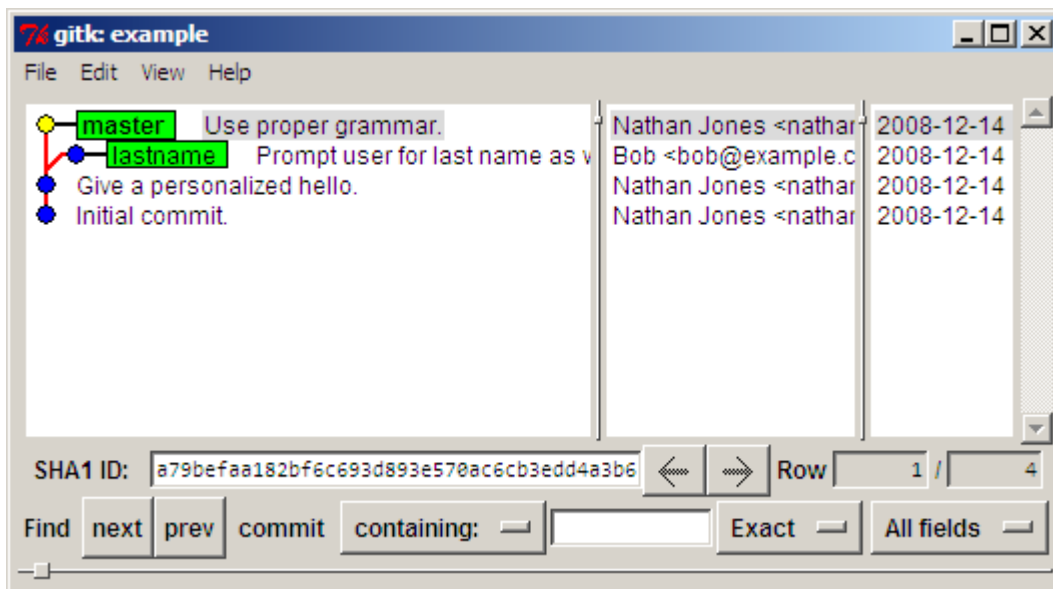 gitk: example
File Edit View Help
master Use proper grammar. Nathan Jones <nathan 2008-12-14
lastname Prompt user for last name as Bob <bob@example.c 2008-12-14
Give a personalized hello. Nathan Jones <nathan 2008-12-14
Initial commit. Nathan Jones <nathan 2008-12-14
SHA1 ID: a79befaa182bf6c693d893e570ac6cb3edd4a3b6 Row 1 / 4
Find next prev commit containing: Exact All fields